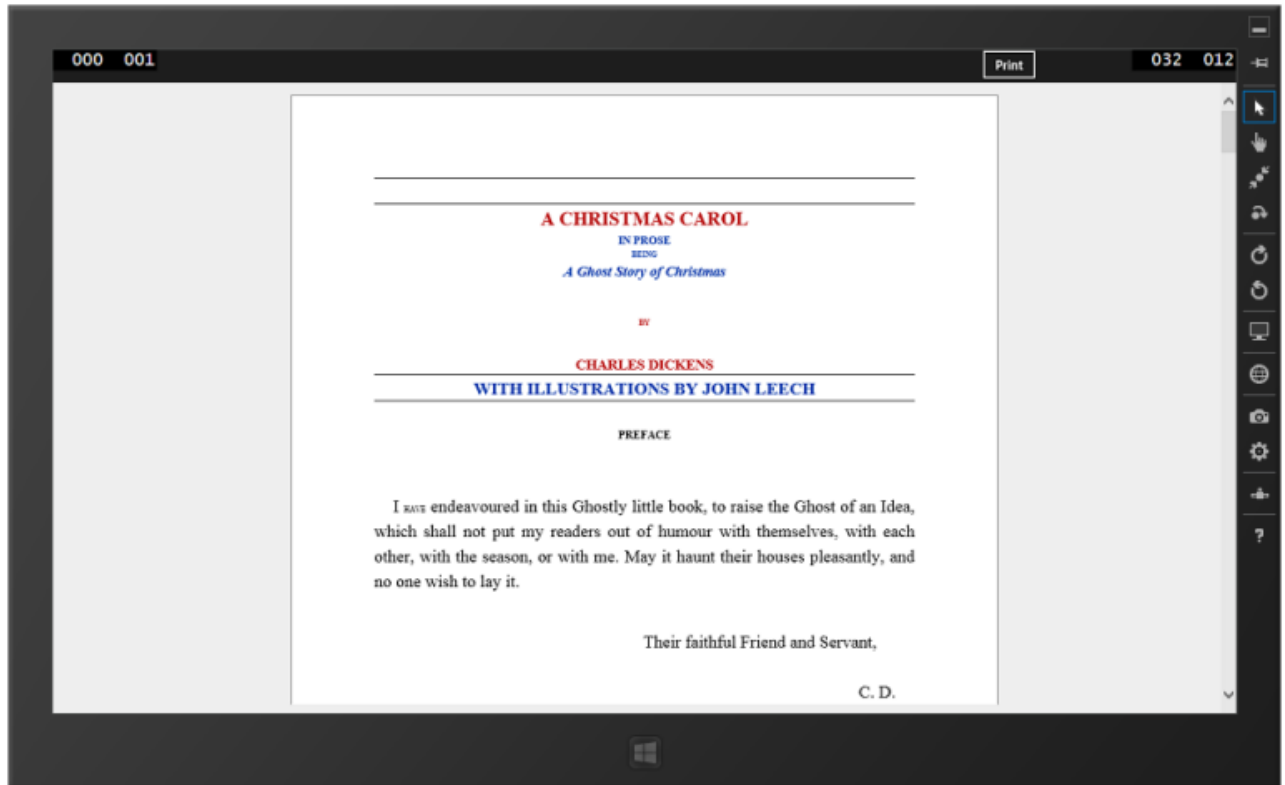 000 001
Print
032 012
A CHRISTMAS CAROL
IN PROSE
BEING
A Ghost Story of Christmas
BY
CHARLES DICKENS
WITH ILLUSTRATIONS BY JOHN LEECH
PREFACE
I HAVE endeavoured in this Ghostly little book, to raise the Ghost of an Idea,
which shall not put my readers out of humour with themselves, with each
other, with the season, or with me. May it haunt their houses pleasantly, and
no one wish to lay it.
Their faithful Friend and Servant,
C. D.
?